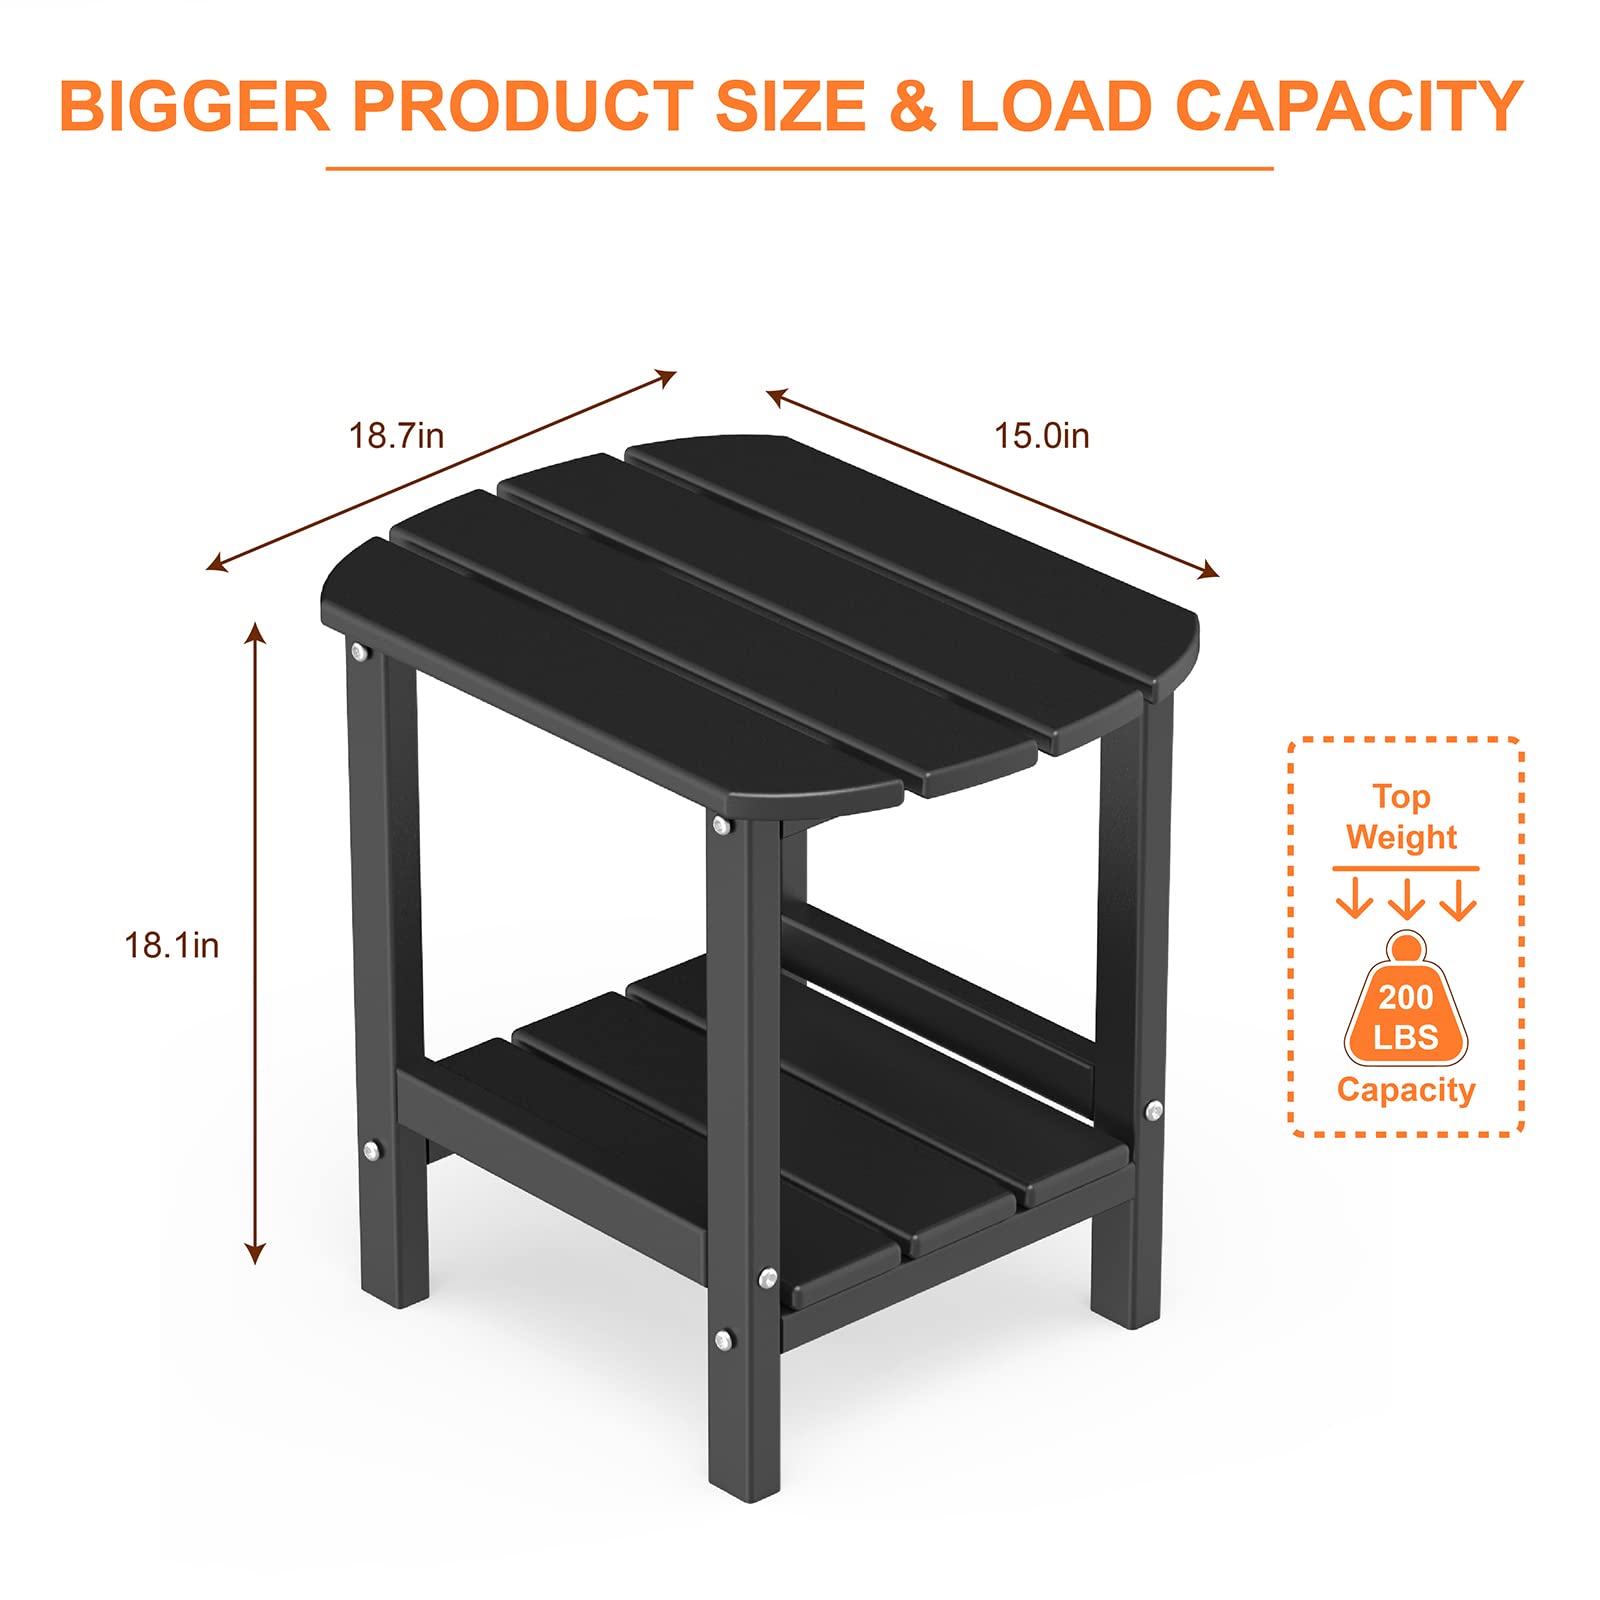 BIGGER PRODUCT SIZE & LOAD CAPACITY
18.7in
15.0in
18.1in
Top
Weight
200
LBS
Capacity